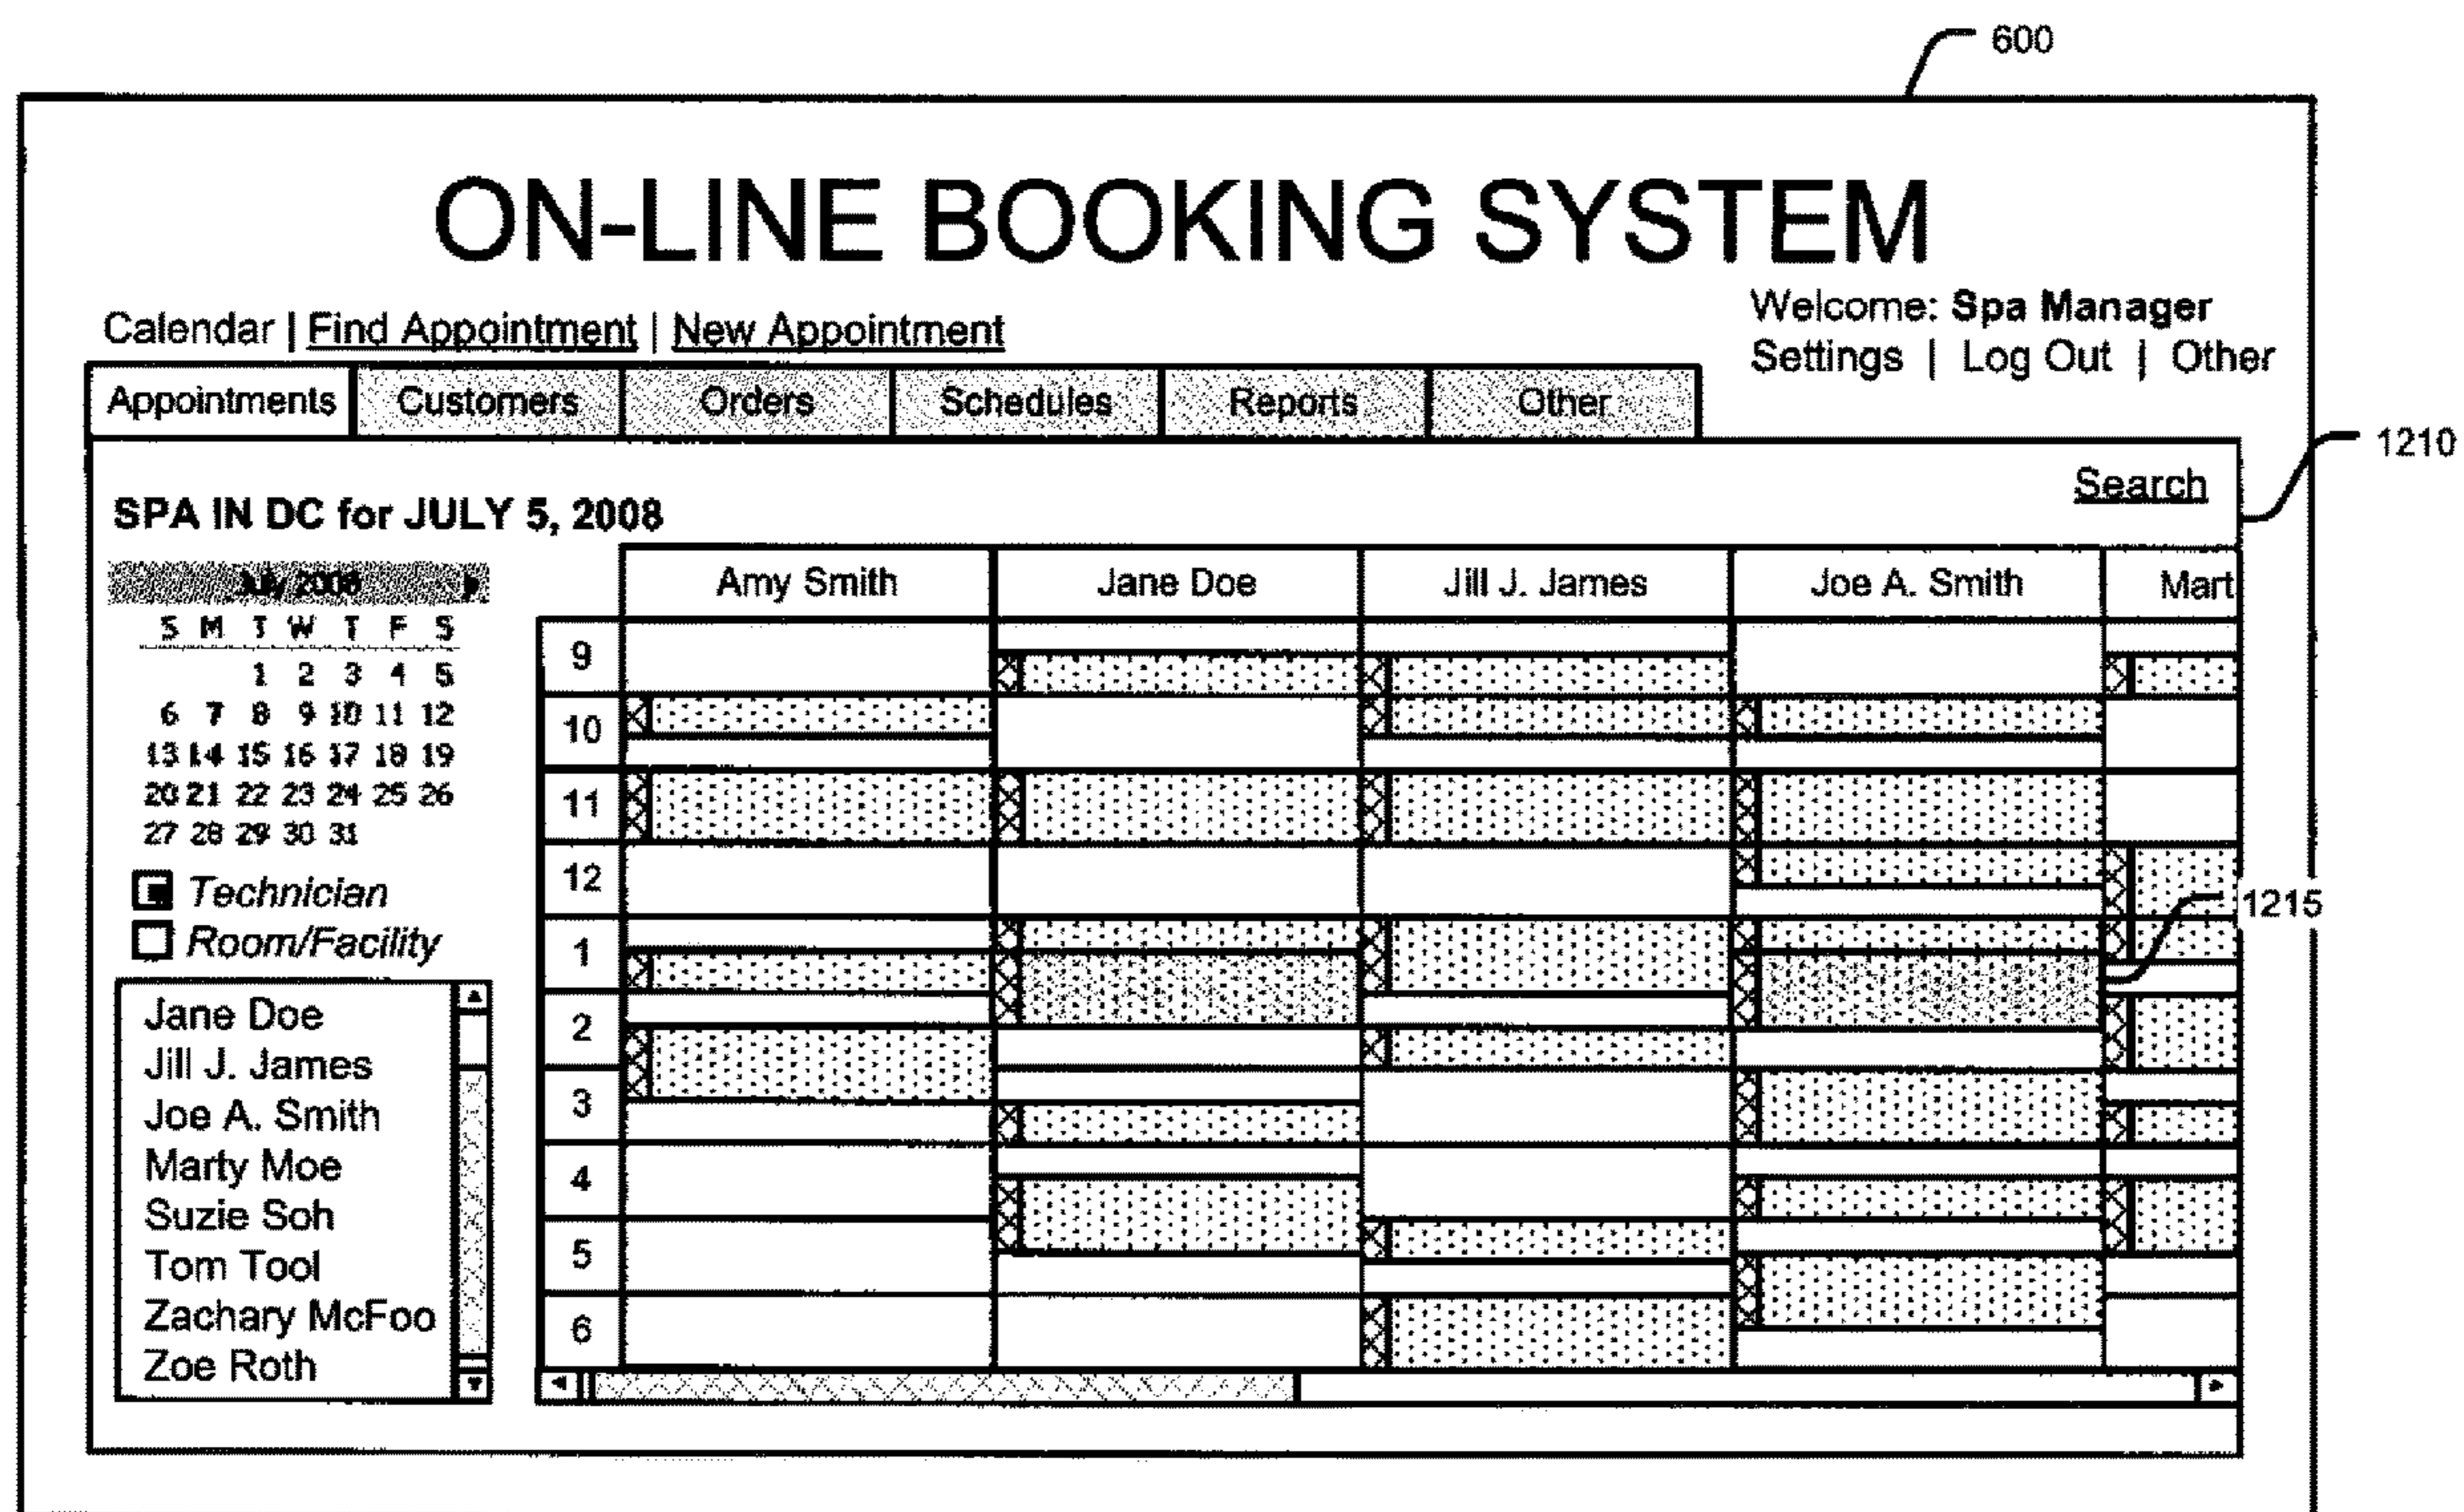 600
ON-LINE BOOKING SYSTEM
Welcome: Spa Manager
Calendar | Find Appointment | New Appointment
Settings | Log Out | Other
Appointments Customers Orders Schedules Reports Other
1210
Search
SPA IN DC for JULY 5, 2008
July 2008
Amy Smith Jane Doe Jill J. James Joe A. Smith Mart
S M T W T F S
1 2 3 4 5
6 7 8 9 10 11 12
13 14 15 16 17 18 19
20 21 22 23 24 25 26
27 28 29 30 31
Technician
Room/Facility
Jane Doe
Jill J. James
Joe A. Smith
Marty Moe
Suzie Soh
Tom Tool
Zachary McFoo
Zoe Roth
9
10
11
12
1
2
3
4
5
6
1215